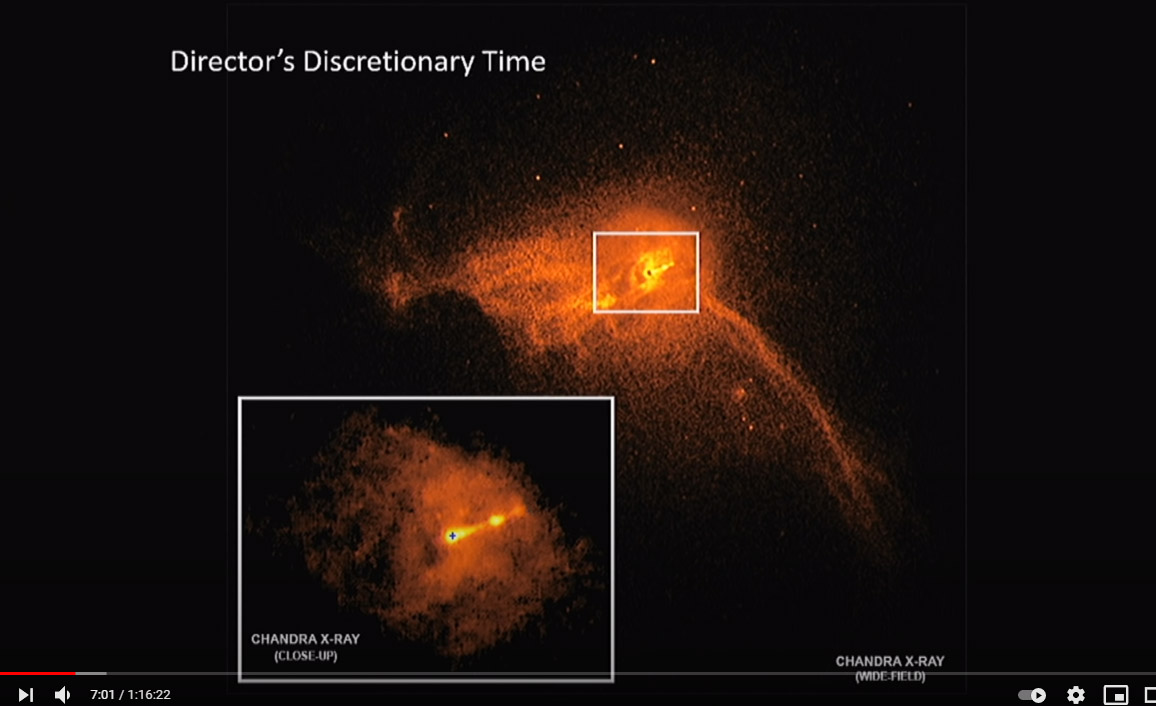 Director's Discretionary Time
CHANDRA X-RAY
(CLOSE-UP)
CHANDRA X-RAY
(WIDE-FIELD)
7:01 / 1:16:22